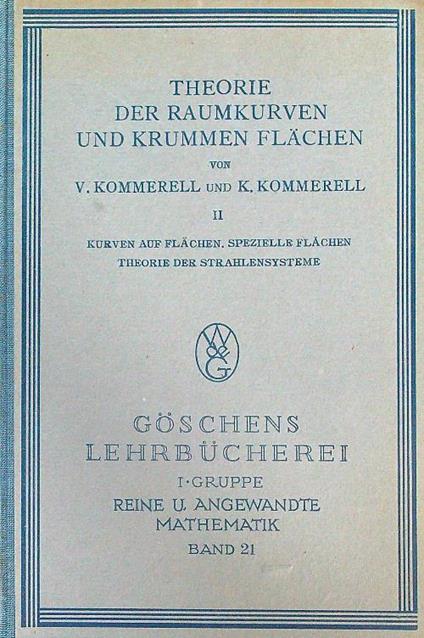 THEORIE
DER RAUMKURVEN
UND KRUMMEN FLÄCHEN
VON
V. KOMMERELL UND K. KOMMERELL
II
KURVEN AUF FLÄCHEN. SPEZIELLE FLÄCHEN
THEORIE DER STRAHLENSYSTEME
W
de
G
GÖSCHENS
LEHRBÜCHEREI
I·GRUPPE
REINE U. ANGEWANDTE
MATHEMATIK
BAND 21